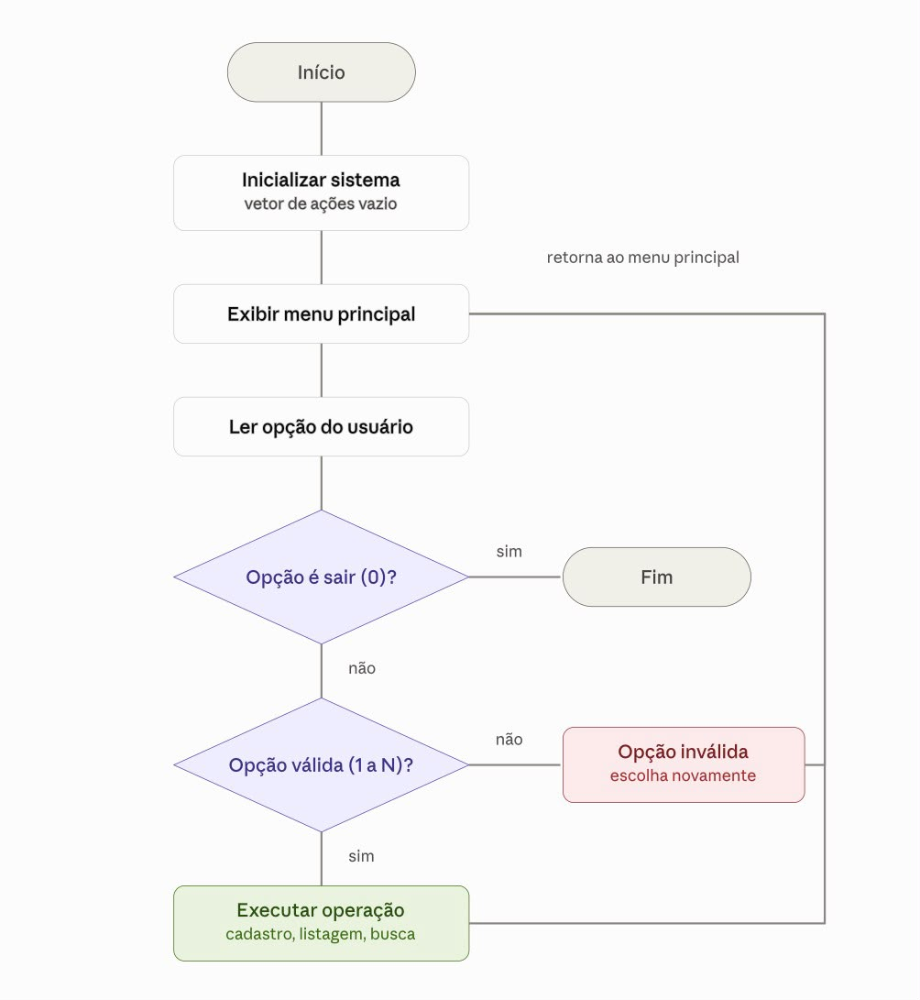 Início
Inicializar sistema
vetor de ações vazio
retorna ao menu principal
Exibir menu principal
Ler opção do usuário
Opção é sair (0)?
sim
Fim
não
Opção válida (1 a N)?
não
Opção inválida
escolha novamente
sim
Executar operação
cadastro, listagem, busca